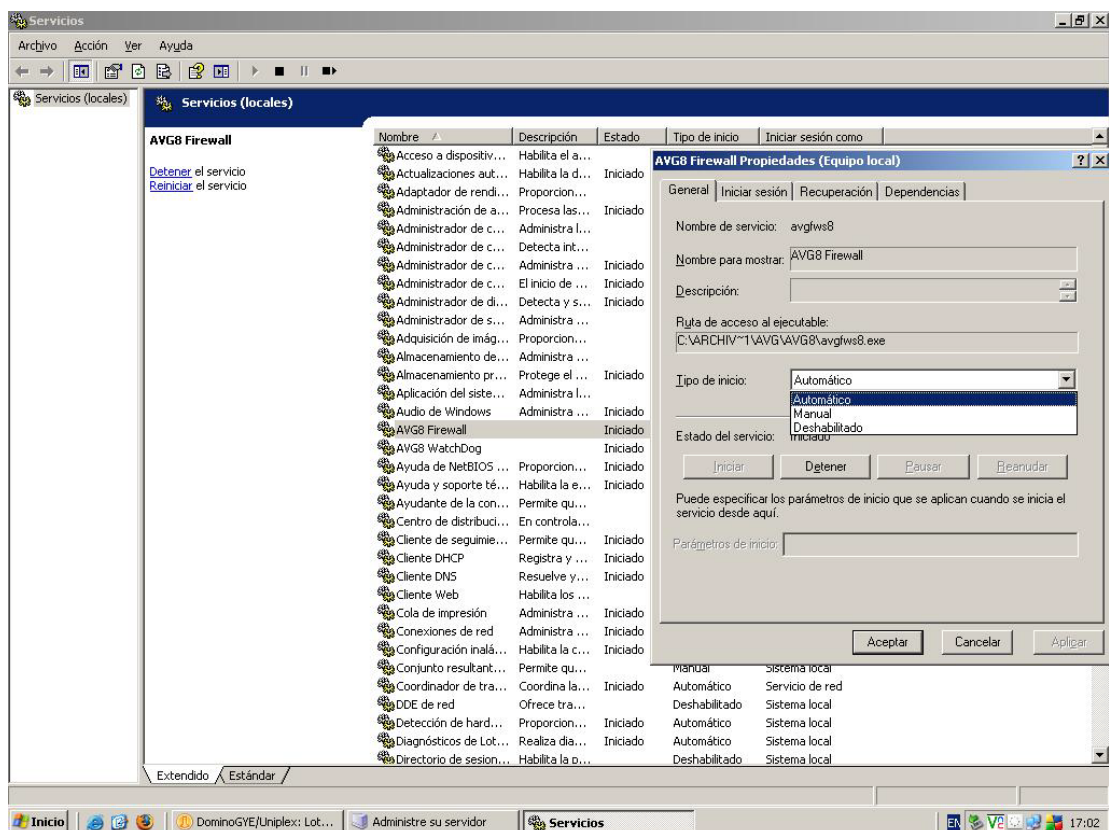 Servicios
Archivo Acción Ver Ayuda
Servicios (locales)
Servicios (locales)
AVG8 Firewall
Detener el servicio
Reiniciar el servicio
Nombre Descripción Estado Tipo de inicio Iniciar sesión como
Acceso a dispositiv... Habilita el a...
Actualizaciones aut... Habilita la d... Iniciado
Adaptador de rendi... Proporcion...
Administración de a... Procesa las... Iniciado
Administrador de c... Administra l...
Administrador de c... Detecta int...
Administrador de c... Administra ... Iniciado
Administrador de c... El inicio de ... Iniciado
Administrador de di... Detecta y s... Iniciado
Administrador de s... Administra ...
Adquisición de imág... Proporcion...
Almacenamiento de... Administra ...
Almacenamiento pr... Protege el ... Iniciado
Aplicación del siste... Administra l...
Audio de Windows Administra ... Iniciado
AVG8 Firewall Iniciado
AVG8 WatchDog Iniciado
Ayuda de NetBIOS ... Proporcion... Iniciado
Ayuda y soporte té... Habilita la e... Iniciado
Ayudante de la con... Permite qu...
Centro de distribuci... En controla...
Cliente de seguimie... Permite qu... Iniciado
Cliente DHCP Registra y ... Iniciado
Cliente DNS Resuelve y... Iniciado
Cliente Web Habilita los ...
Cola de impresión Administra ... Iniciado
Conexiones de red Administra ... Iniciado
Configuración inalá... Habilita la c... Iniciado
Conjunto resultant... Permite qu... Manual Sistema local
Coordinador de tra... Coordina la... Iniciado Automático Servicio de red
DDE de red Ofrece tra... Deshabilitado Sistema local
Detección de hard... Proporcion... Iniciado Automático Sistema local
Diagnósticos de Lot... Realiza dia... Iniciado Automático Sistema local
Directorio de sesion... Habilita la p... Deshabilitado Sistema local
AVG8 Firewall Propiedades (Equipo local)
General Iniciar sesión Recuperación Dependencias
Nombre de servicio: avgfws8
Nombre para mostrar: AVG8 Firewall
Descripción:
Ruta de acceso al ejecutable:
C:\ARCHIV~1\AVG\AVG8\avgfws8.exe
Tipo de inicio: Automático
Automático
Manual
Deshabilitado
Estado del servicio: Iniciado
Iniciar Detener Pausar Reanudar
Puede especificar los parámetros de inicio que se aplican cuando se inicia el
servicio desde aquí.
Parámetros de inicio:
Aceptar Cancelar Aplicar
Extendido Estándar
Inicio DominoGYE/Uniplex: Lot... Administre su servidor Servicios EN 17:02